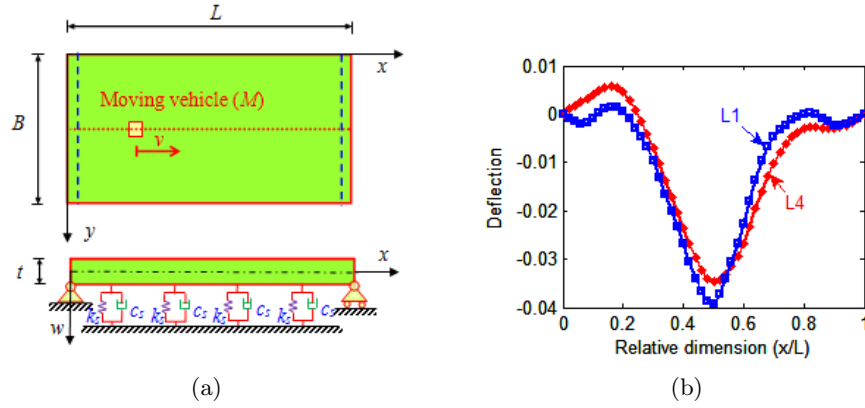 L
x
Moving vehicle (M)
B
v
y
t
x
k_s c_s k_s c_s k_s c_s k_s c_s
w
(a)
0.01
0
-0.01
-0.02
-0.03
-0.04
Deflection
L1
L4
0 0.2 0.4 0.6 0.8 1
Relative dimension (x/L)
(b)